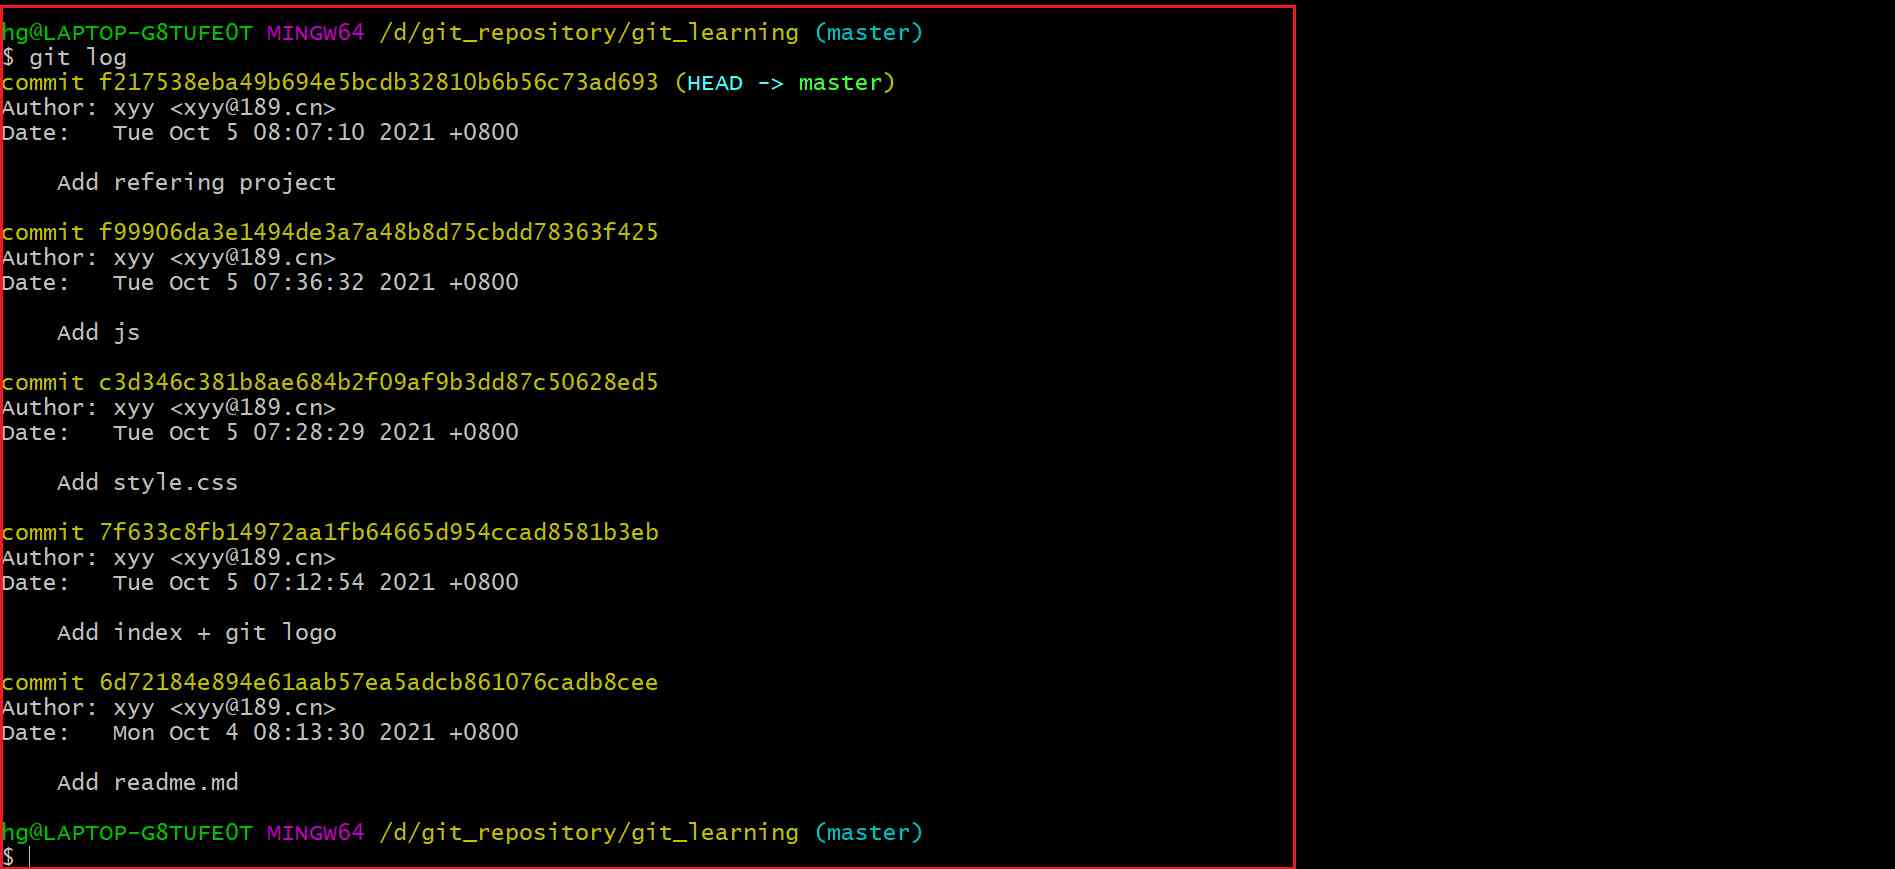 hg@LAPTOP-G8TUFE0T MINGW64 /d/git_repository/git_learning (master)
$ git log
commit f217538eba49b694e5bcdb32810b6b56c73ad693 (HEAD -> master)
Author: xyy <xyy@189.cn>
Date:   Tue Oct 5 08:07:10 2021 +0800
    Add refering project
commit f99906da3e1494de3a7a48b8d75cbdd78363f425
Author: xyy <xyy@189.cn>
Date:   Tue Oct 5 07:36:32 2021 +0800
    Add js
commit c3d346c381b8ae684b2f09af9b3dd87c50628ed5
Author: xyy <xyy@189.cn>
Date:   Tue Oct 5 07:28:29 2021 +0800
    Add style.css
commit 7f633c8fb14972aa1fb64665d954ccad8581b3eb
Author: xyy <xyy@189.cn>
Date:   Tue Oct 5 07:12:54 2021 +0800
    Add index + git logo
commit 6d72184e894e61aab57ea5adcb861076cadb8cee
Author: xyy <xyy@189.cn>
Date:   Mon Oct 4 08:13:30 2021 +0800
    Add readme.md
hg@LAPTOP-G8TUFE0T MINGW64 /d/git_repository/git_learning (master)
$